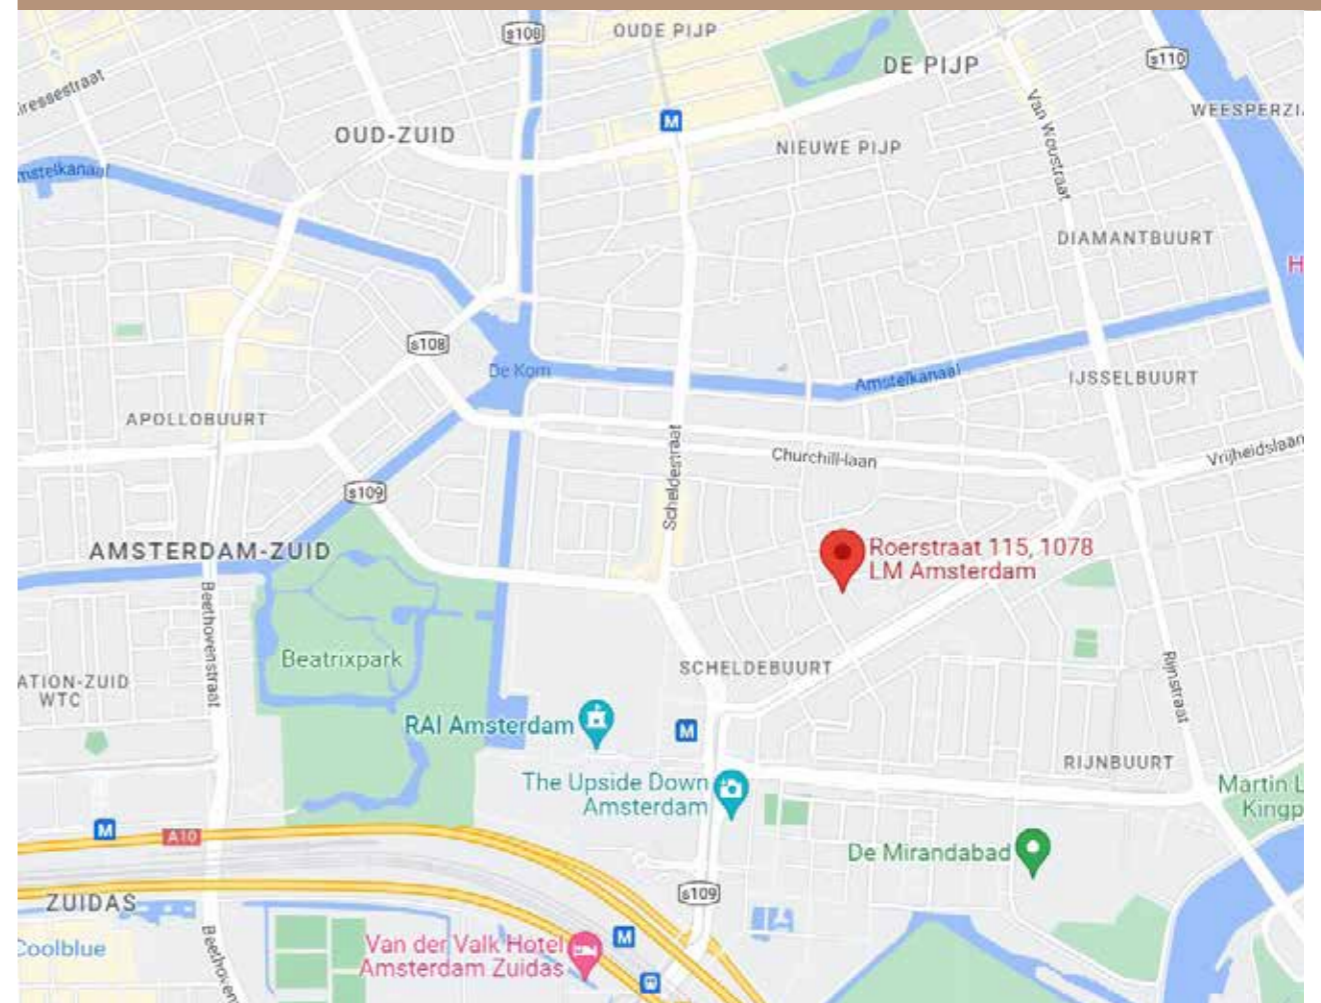 s108
OUDE PIJP
DE PIJP
s110
WEESPERZI
Van Woustraat
M
OUD-ZUID
NIEUWE PIJP
mstelkanaal
DIAMANTBUURT
H
s108
De Kom
Amstelkanaal
IJSSELBUURT
APOLLOBUURT
Scheldestraat
Churchill-laan
Vrijheidslaan
s109
AMSTERDAM-ZUID
Roerstraat 115, 1078
LM Amsterdam
Beethovenstraat
Beatrixpark
SCHELDEBUURT
Rijnstraat
ATION-ZUID
WTC
RAI Amsterdam
M
The Upside Down
Amsterdam
RIJNBUURT
Martin L
Kingp
M
A10
De Mirandabad
s109
ZUIDAS
Coolblue
Beethoven
Van der Valk Hotel
Amsterdam Zuidas
M